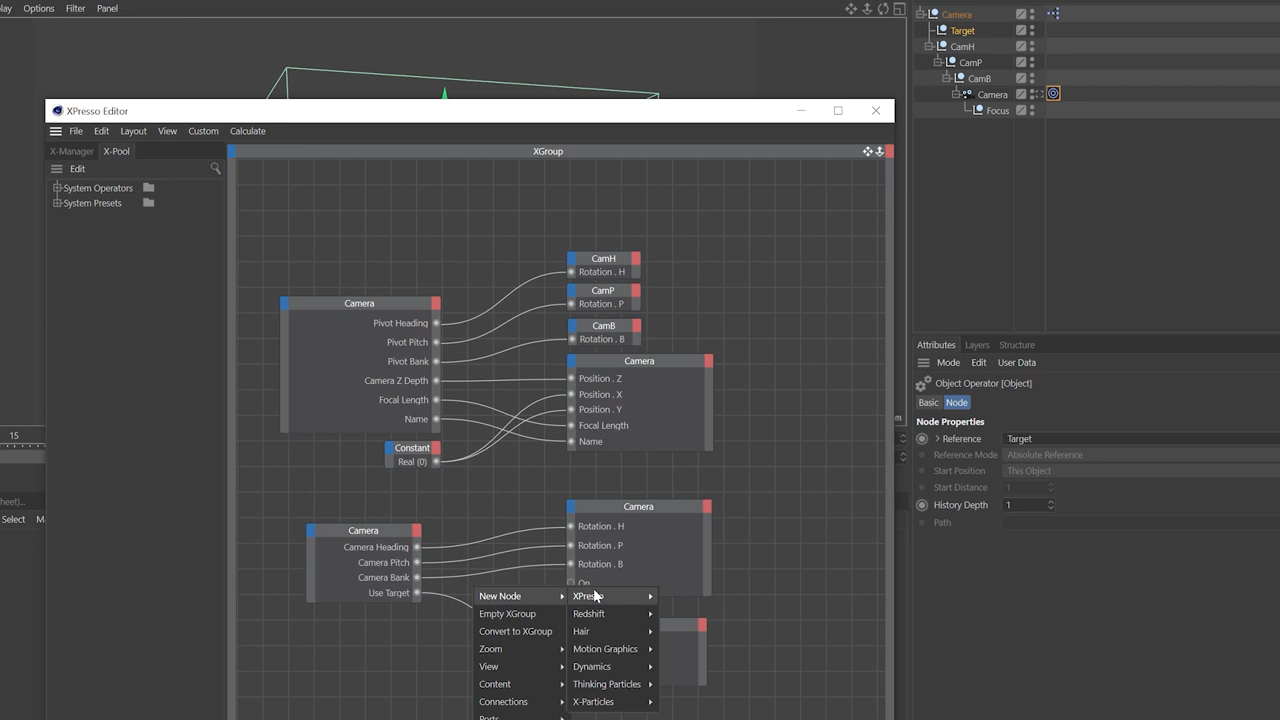 play Options Filter Panel
Camera
Target
CamH
CamP
CamB
Camera
Focus
XPresso Editor
File Edit Layout View Custom Calculate
X-Manager X-Pool
XGroup
Edit
System Operators
System Presets
CamH
Rotation . H
CamP
Rotation . P
CamB
Rotation . B
Camera
Pivot Heading
Pivot Pitch
Pivot Bank
Camera Z Depth
Focal Length
Name
Camera
Position . Z
Position . X
Position . Y
Focal Length
Name
Constant
Real (0)
Camera
Camera Heading
Camera Pitch
Camera Bank
Use Target
Camera
Rotation . H
Rotation . P
Rotation . B
On
New Node
Empty XGroup
Convert to XGroup
Zoom
View
Content
Connections
Ports
Redshift
Hair
Motion Graphics
Dynamics
Thinking Particles
X-Particles
Attributes Layers Structure
Mode Edit User Data
Object Operator [Object]
Basic Node
Node Properties
Reference Target
Reference Mode Absolute Reference
Start Position This Object
Start Distance 1
History Depth 1
Path
15
Select